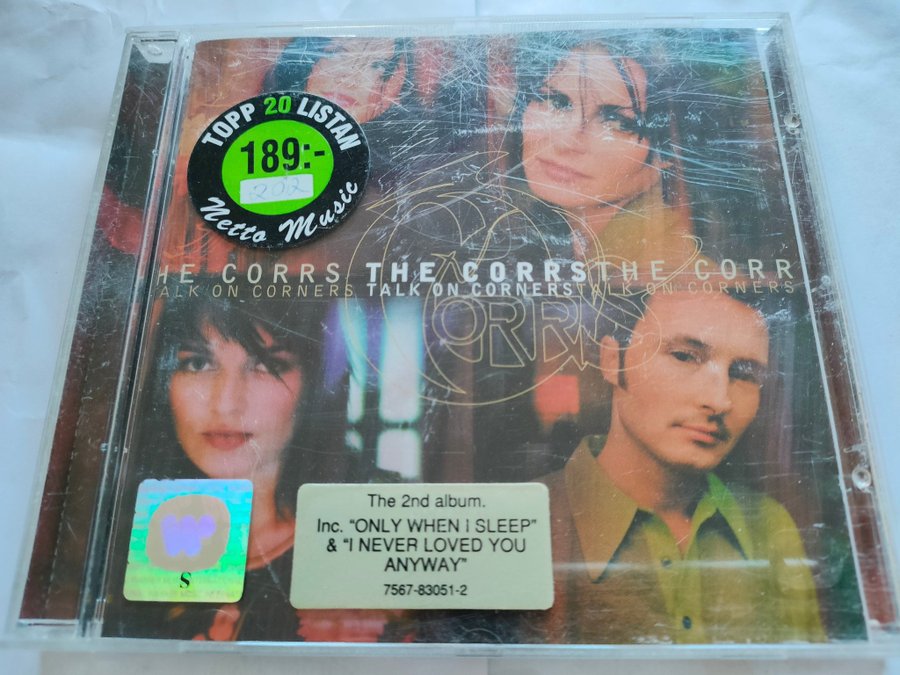 TOPP 20 LISTAN
189:-
202
Netto Music
HE CORRS THE CORRS THE CORR
ALK ON CORNERS TALK ON CORNERS TALK ON CORNERS
CORRS
The 2nd album.
Inc. “ONLY WHEN I SLEEP”
& “I NEVER LOVED YOU
ANYWAY”
7567-83051-2
S